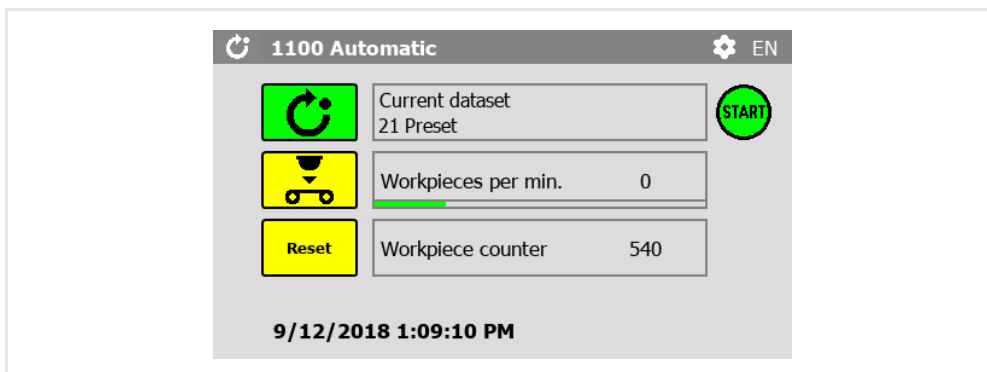 1100 Automatic EN
Current dataset
21 Preset
START
Workpieces per min. 0
Reset
Workpiece counter 540
9/12/2018 1:09:10 PM